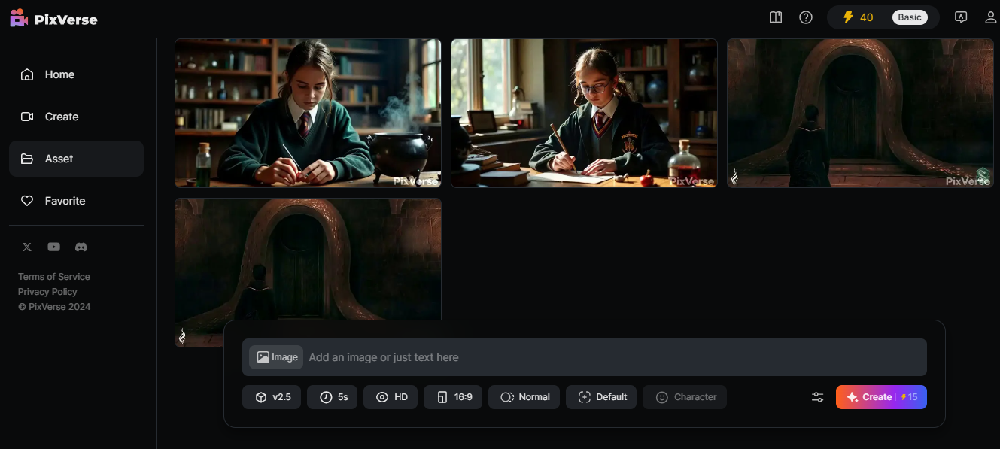 PixVerse
40
Basic
Home
Create
Asset
Favorite
Terms of Service
Privacy Policy
© PixVerse 2024
PixVerse
PixVerse
PixVerse
Image
Add an image or just text here
v2.5
5s
HD
16:9
Normal
Default
Character
Create
15